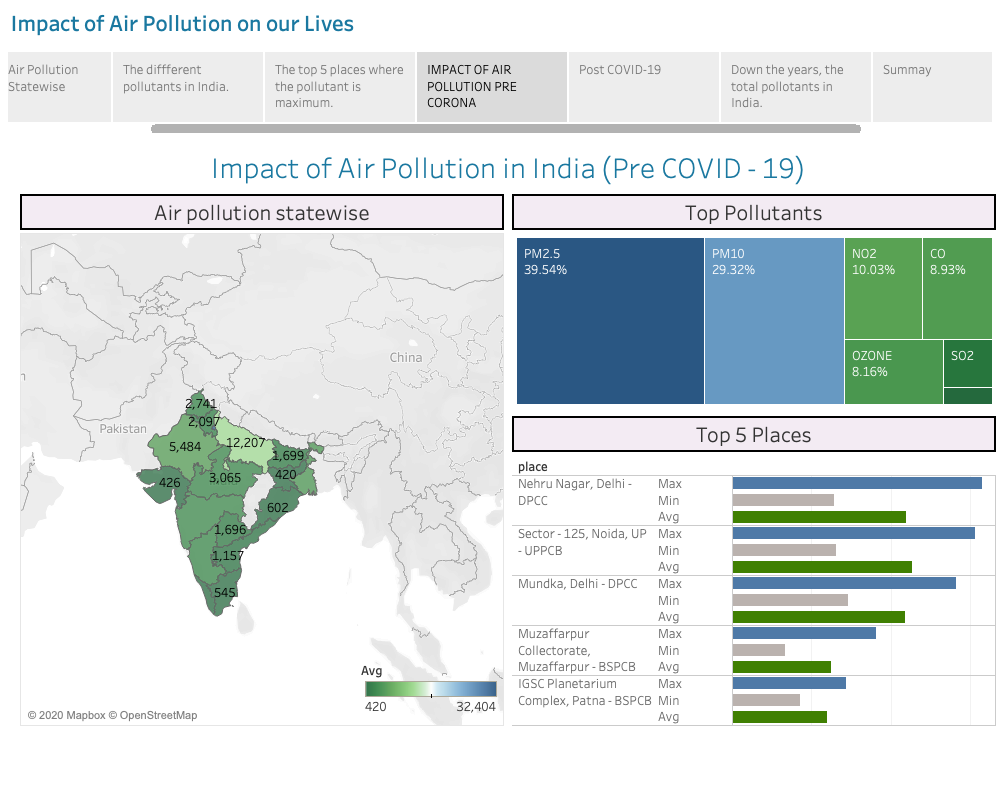 Impact of Air Pollution on our Lives
Air Pollution
Statewise
The diffferent
pollutants in India.
The top 5 places where
the pollutant is
maximum.
IMPACT OF AIR
POLLUTION PRE
CORONA
Post COVID-19
Down the years, the
total pollotants in
India.
Summay
Impact of Air Pollution in India (Pre COVID - 19)
Air pollution statewise
China
Pakistan
2,741
2,097
5,484
12,207
1,699
426
3,065
420
602
1,696
1,157
545
Avg
420
32,404
© 2020 Mapbox © OpenStreetMap
Top Pollutants
PM2.5
39.54%
PM10
29.32%
NO2
10.03%
CO
8.93%
OZONE
8.16%
SO2
Top 5 Places
place
Nehru Nagar, Delhi -
DPCC
Max
Min
Avg
Sector - 125, Noida, UP
- UPPCB
Max
Min
Avg
Mundka, Delhi - DPCC
Max
Min
Avg
Muzaffarpur
Collectorate,
Muzaffarpur - BSPCB
Max
Min
Avg
IGSC Planetarium
Complex, Patna - BSPCB
Max
Min
Avg